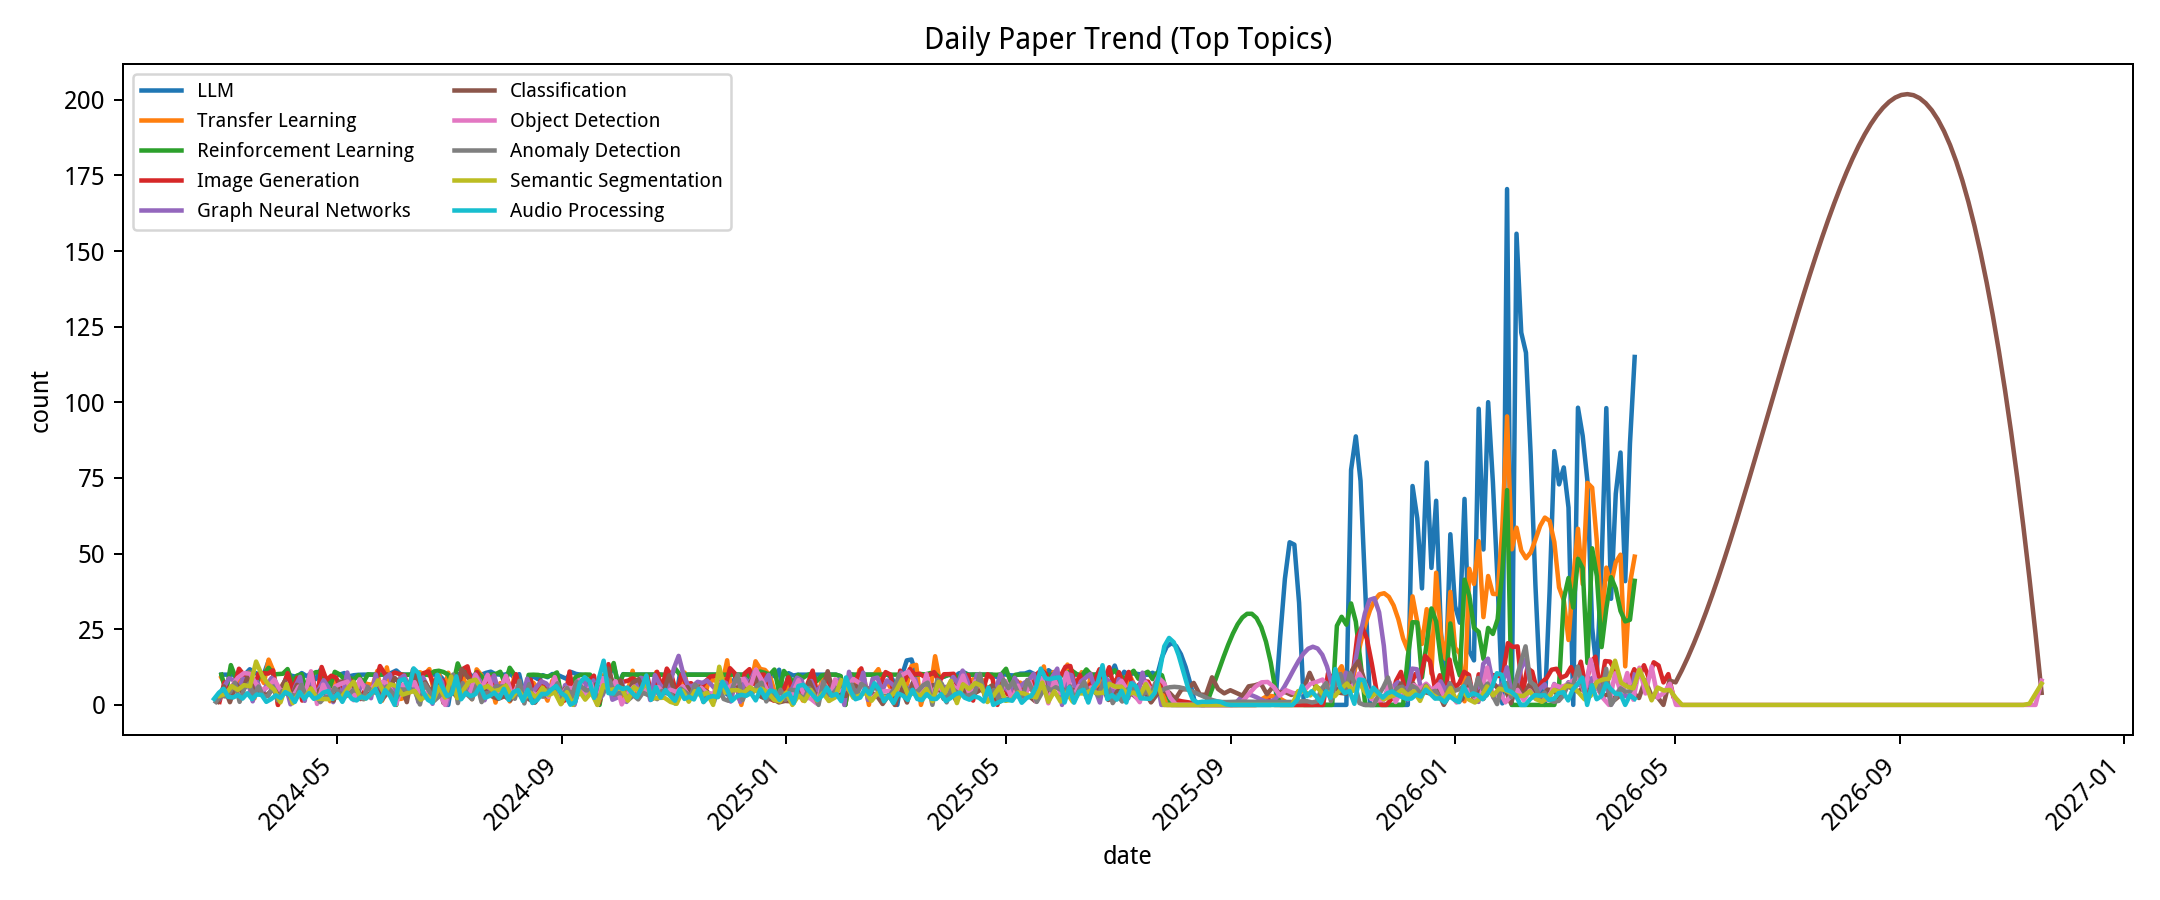 Daily Paper Trend (Top Topics)
LLM
Transfer Learning
Reinforcement Learning
Image Generation
Graph Neural Networks
Classification
Object Detection
Anomaly Detection
Semantic Segmentation
Audio Processing
200
175
150
125
100
75
50
25
0
count
2024-05
2024-09
2025-01
2025-05
2025-09
2026-01
2026-05
2026-09
2027-01
date